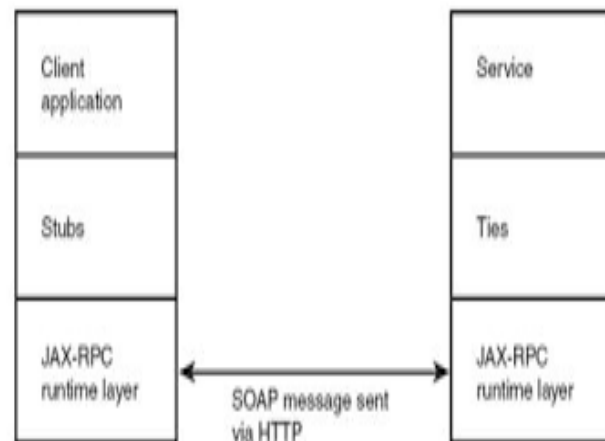 Client
application
Service
Stubs
Ties
JAX-RPC
runtime layer
SOAP message sent
via HTTP
JAX-RPC
runtime layer